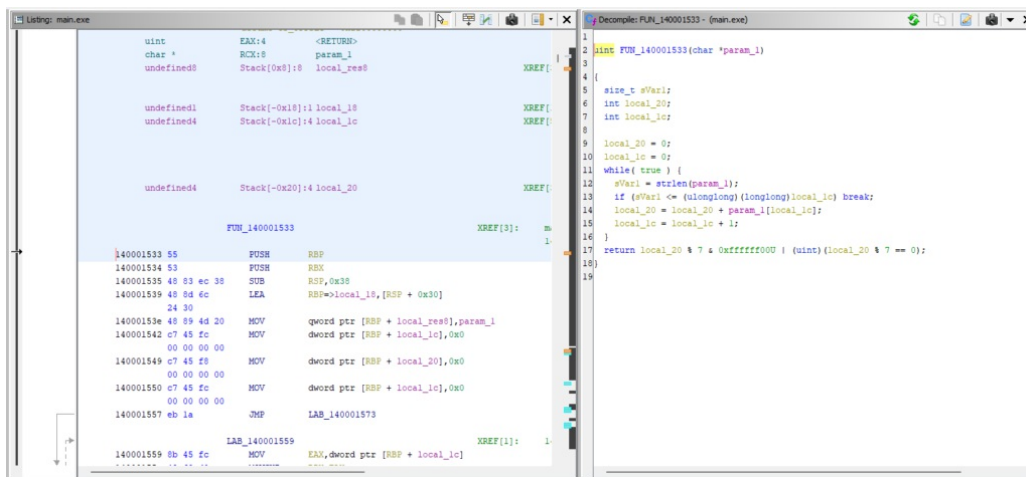 Listing: main.exe
uint EAX:4 <RETURN>
char * RCX:8 param_1
undefined8 Stack[0x8]:8 local_res8 XREF[
undefined1 Stack[-0x18]:1 local_18 XREF[
undefined4 Stack[-0x1c]:4 local_1c XREF[
undefined4 Stack[-0x20]:4 local_20 XREF[
FUN_140001533 XREF[3]:
140001533 55 PUSH RBP
140001534 53 PUSH RBX
140001535 48 83 ec 38 SUB RSP,0x38
140001539 48 8d 6c LEA RBP=>local_18,[RSP + 0x30]
24 30
14000153e 48 89 4d 20 MOV qword ptr [RBP + local_res8],param_1
140001542 c7 45 fc MOV dword ptr [RBP + local_1c],0x0
00 00 00 00
140001549 c7 45 f8 MOV dword ptr [RBP + local_20],0x0
00 00 00 00
140001550 c7 45 fc MOV dword ptr [RBP + local_1c],0x0
00 00 00 00
140001557 eb 1a JMP LAB_140001573
LAB_140001559 XREF[1]:
140001559 8b 45 fc MOV EAX,dword ptr [RBP + local_1c]
Decompile: FUN_140001533 - (main.exe)
1
2 uint FUN_140001533(char *param_1)
3
4 {
5 size_t sVar1;
6 int local_20;
7 int local_1c;
8
9 local_20 = 0;
10 local_1c = 0;
11 while( true ) {
12 sVar1 = strlen(param_1);
13 if (sVar1 <= (ulonglong)(longlong)local_1c) break;
14 local_20 = local_20 + param_1[local_1c];
15 local_1c = local_1c + 1;
16 }
17 return local_20 % 7 & 0xffffff00U | (uint)(local_20 % 7 == 0);
18 }
19